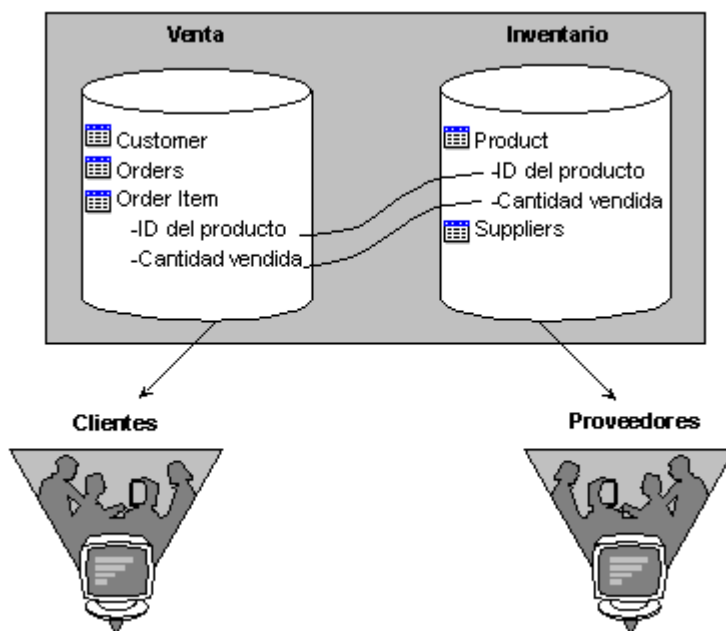 Venta
Customer
Orders
Order Item
-ID del producto
-Cantidad vendida
Inventario
Product
-ID del producto
-Cantidad vendida
Suppliers
Clientes
Proveedores